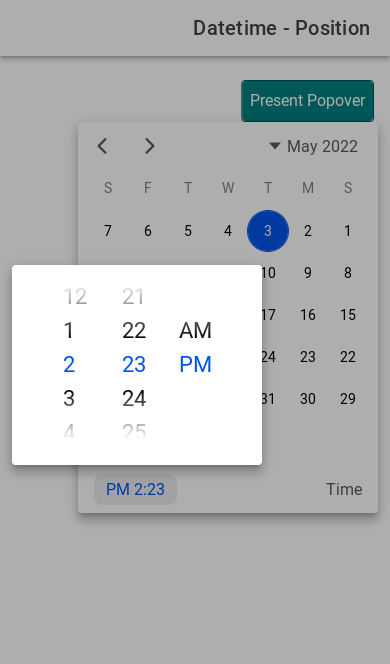 Datetime - Position
Present Popover
May 2022
S F T W T M S
7 6 5 4 3 2 1
10 9 8
17 16 15
24 23 22
31 30 29
12 21
1 22 AM
2 23 PM
3 24
4 25
PM 2:23 Time